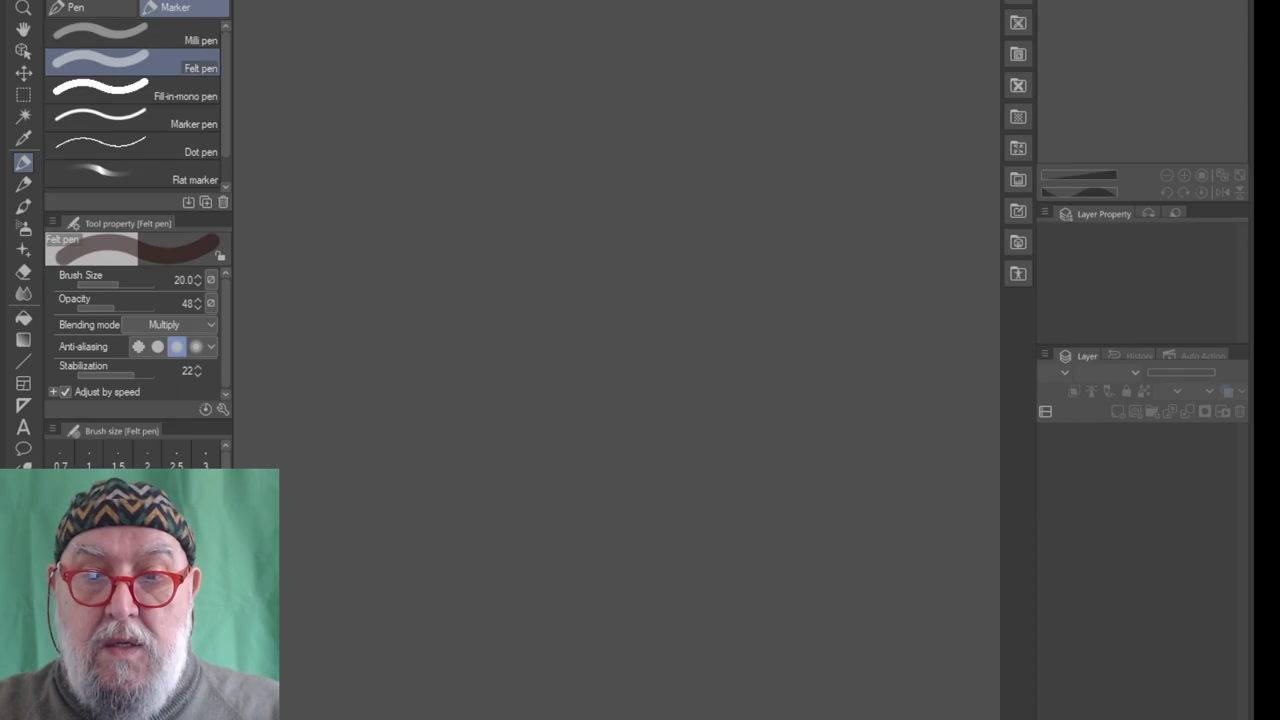 Pen
Marker
Milli pen
Felt pen
Fill-in-mono pen
Marker pen
Dot pen
Flat marker
Tool property [Felt pen]
Felt pen
Brush Size
20.0
Opacity
48
Blending mode
Multiply
Anti-aliasing
Stabilization
22
Adjust by speed
Brush size [Felt pen]
0.7 1 1.5 2 2.5 3
A
Layer Property
Layer
History
Auto Action